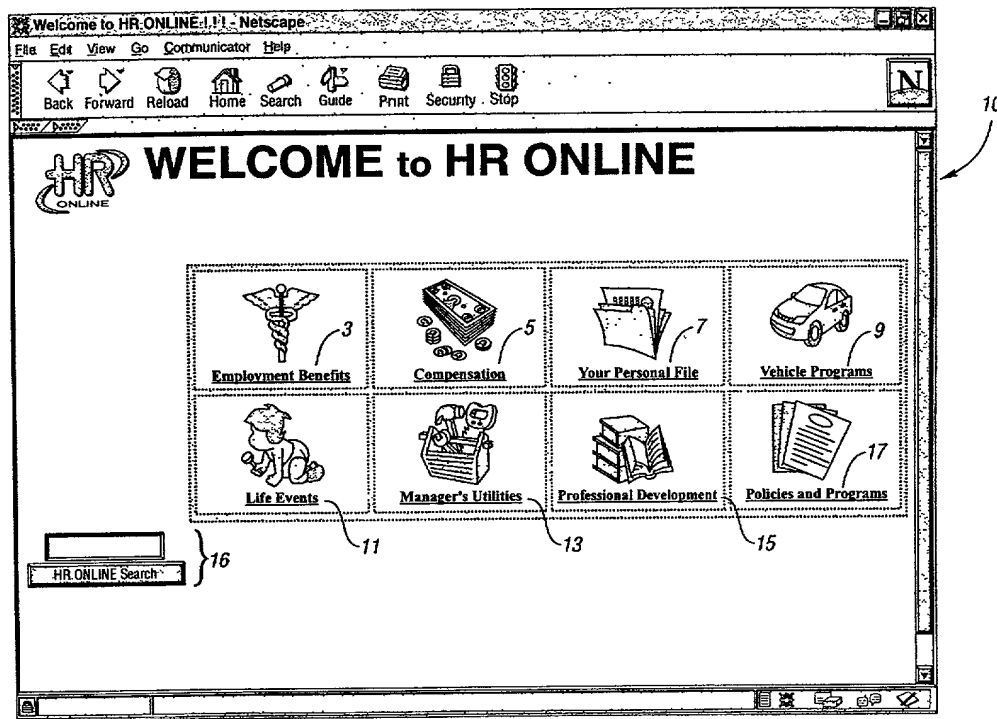 Welcome to HR ONLINE ! ! ! - Netscape
File Edit View Go Communicator Help
Back Forward Reload Home Search Guide Print Security Stop
N
10
HR
ONLINE
WELCOME to HR ONLINE
3 5 7 9
Employment Benefits Compensation Your Personal File Vehicle Programs
17
Life Events Manager's Utilities Professional Development Policies and Programs
11 13 15
16
HR ONLINE Search